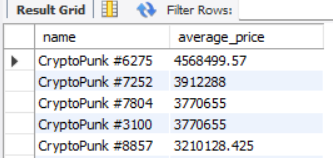 Result Grid Filter Rows:
name average_price
CryptoPunk #6275 4568499.57
CryptoPunk #7252 3912288
CryptoPunk #7804 3770655
CryptoPunk #3100 3770655
CryptoPunk #8857 3210128.425